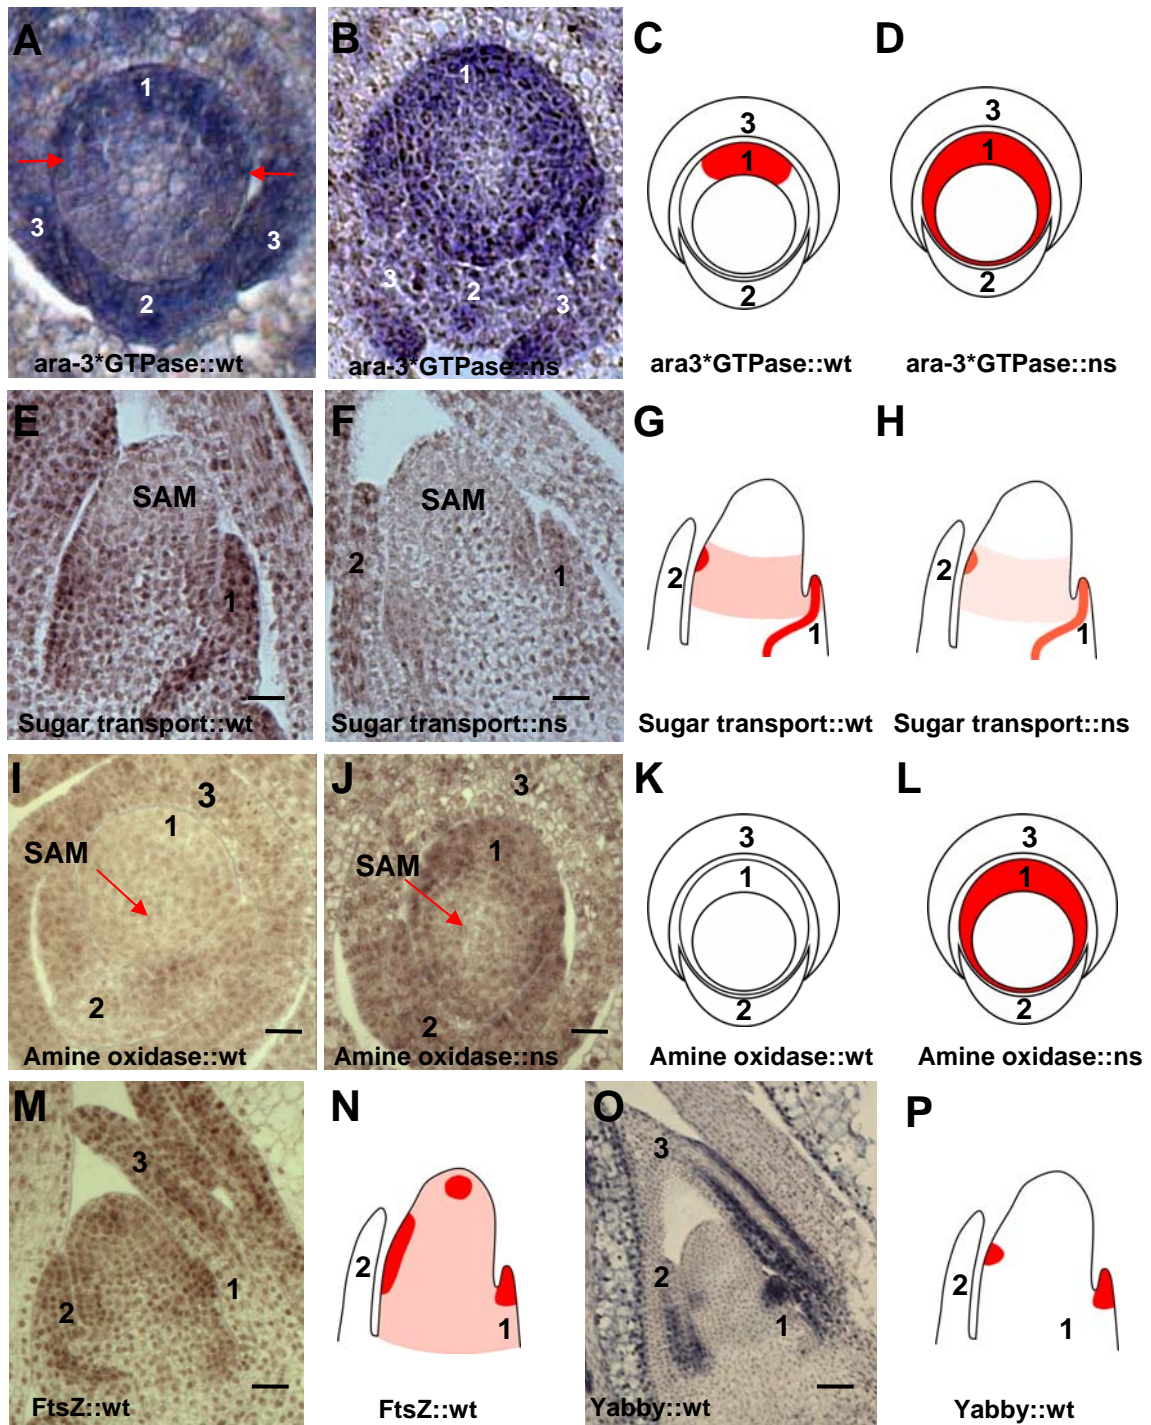 A
B
C
D
1
1
3
1
3
1
3
3
2
3
2
3
2
2
ara-3*GTPase::wt
ara-3*GTPase::ns
ara3*GTPase::wt
ara-3*GTPase::ns
E
F
G
H
SAM
SAM
2
1
1
2
1
2
1
Sugar transport::wt
Sugar transport::ns
Sugar transport::wt
Sugar transport::ns
I
J
K
L
3
1
SAM
2
3
1
SAM
2
3
1
2
3
1
2
Amine oxidase::wt
Amine oxidase::ns
Amine oxidase::wt
Amine oxidase::ns
M
N
O
P
3
1
2
2
1
3
2
1
2
1
FtsZ::wt
FtsZ::wt
Yabby::wt
Yabby::wt